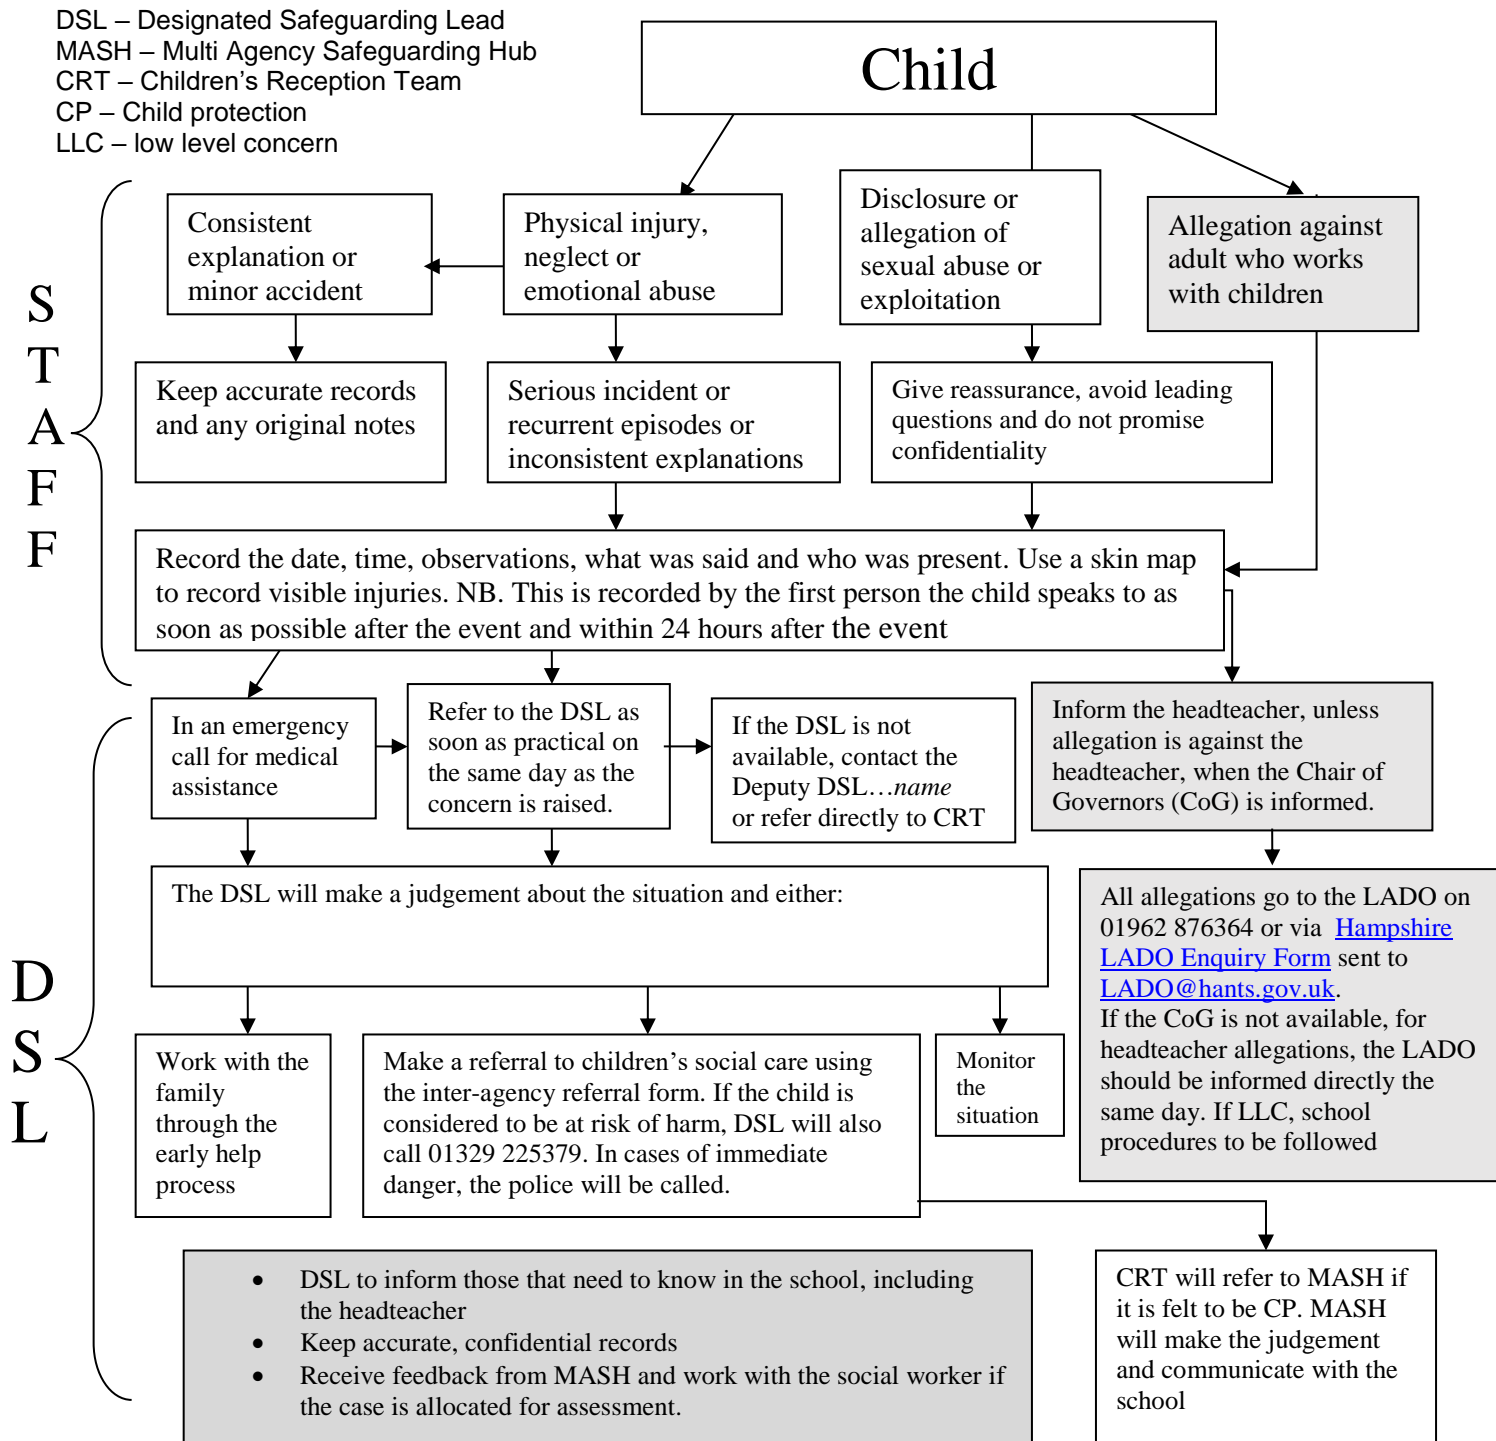 DSL – Designated Safeguarding Lead
MASH – Multi Agency Safeguarding Hub
CRT – Children's Reception Team
CP – Child protection
LLC – low level concern
Child
S
T
A
F
F
Consistent
explanation or
minor accident
Physical injury,
neglect or
emotional abuse
Disclosure or
allegation of
sexual abuse or
exploitation
Allegation against
adult who works
with children
Keep accurate records
and any original notes
Serious incident or
recurrent episodes or
inconsistent explanations
Give reassurance, avoid leading
questions and do not promise
confidentiality
Record the date, time, observations, what was said and who was present. Use a skin map
to record visible injuries. NB. This is recorded by the first person the child speaks to as
soon as possible after the event and within 24 hours after the event
D
S
L
In an emergency
call for medical
assistance
Refer to the DSL as
soon as practical on
the same day as the
concern is raised.
If the DSL is not
available, contact the
Deputy DSL…name
or refer directly to CRT
Inform the headteacher, unless
allegation is against the
headteacher, when the Chair of
Governors (CoG) is informed.
The DSL will make a judgement about the situation and either:
All allegations go to the LADO on
01962 876364 or via Hampshire
LADO Enquiry Form sent to
LADO@hants.gov.uk.
If the CoG is not available, for
headteacher allegations, the LADO
should be informed directly the
same day. If LLC, school
procedures to be followed
Work with the
family
through the
early help
process
Make a referral to children's social care using
the inter-agency referral form. If the child is
considered to be at risk of harm, DSL will also
call 01329 225379. In cases of immediate
danger, the police will be called.
Monitor
the
situation
• DSL to inform those that need to know in the school, including
the headteacher
• Keep accurate, confidential records
• Receive feedback from MASH and work with the social worker if
the case is allocated for assessment.
CRT will refer to MASH if
it is felt to be CP. MASH
will make the judgement
and communicate with the
school